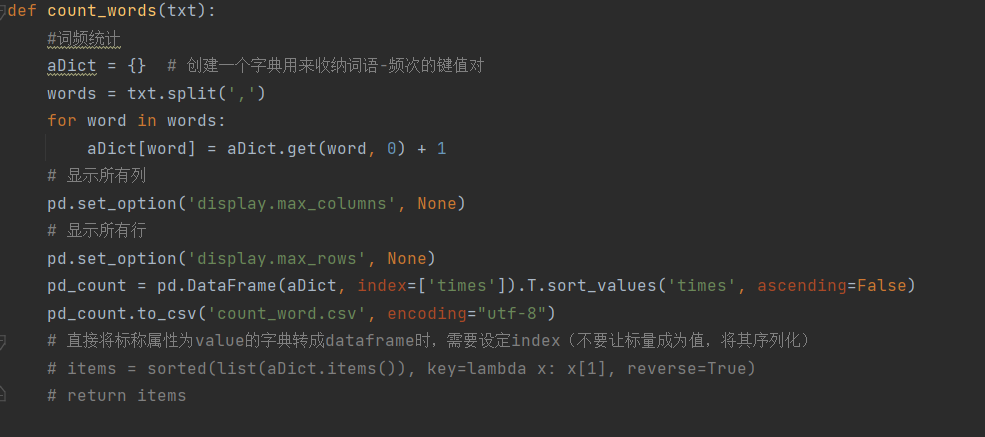 def count_words(txt):
    #词频统计
    aDict = {}  # 创建一个字典用来收纳词语-频次的键值对
    words = txt.split(',')
    for word in words:
        aDict[word] = aDict.get(word, 0) + 1
    # 显示所有列
    pd.set_option('display.max_columns', None)
    # 显示所有行
    pd.set_option('display.max_rows', None)
    pd_count = pd.DataFrame(aDict, index=['times']).T.sort_values('times', ascending=False)
    pd_count.to_csv('count_word.csv', encoding="utf-8")
    # 直接将标称属性为value的字典转成dataframe时，需要设定index（不要让标量成为值，将其序列化）
    # items = sorted(list(aDict.items()), key=lambda x: x[1], reverse=True)
    # return items